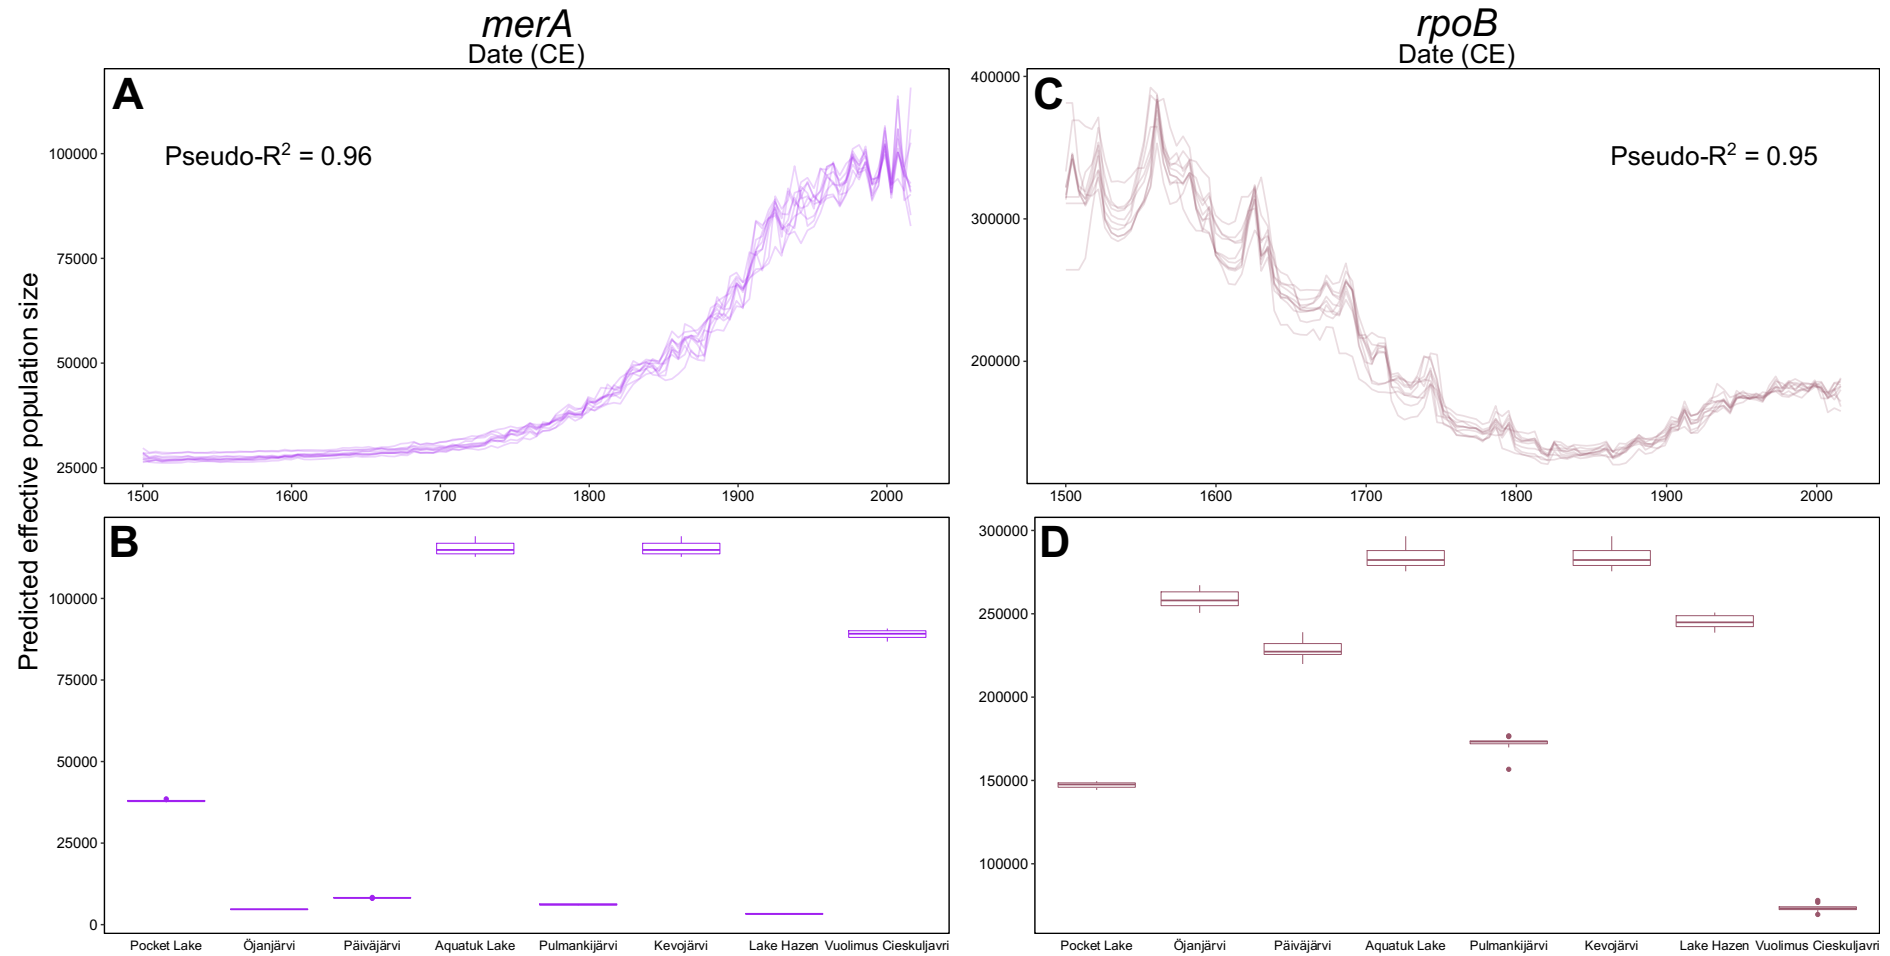 merA
Date (CE)
rpoB
Date (CE)
Predicted effective population size
A
Pseudo-R² = 0.96
100000
75000
50000
25000
1500 1600 1700 1800 1900 2000
C
Pseudo-R² = 0.95
400000
300000
200000
1500 1600 1700 1800 1900 2000
B
100000
75000
50000
25000
0
Pocket Lake Öjanjärvi Päiväjärvi Aquatuk Lake Pulmankijärvi Kevojärvi Lake Hazen Vuolimus Cieskuljavri
D
300000
250000
200000
150000
100000
Pocket Lake Öjanjärvi Päiväjärvi Aquatuk Lake Pulmankijärvi Kevojärvi Lake Hazen Vuolimus Cieskuljavri